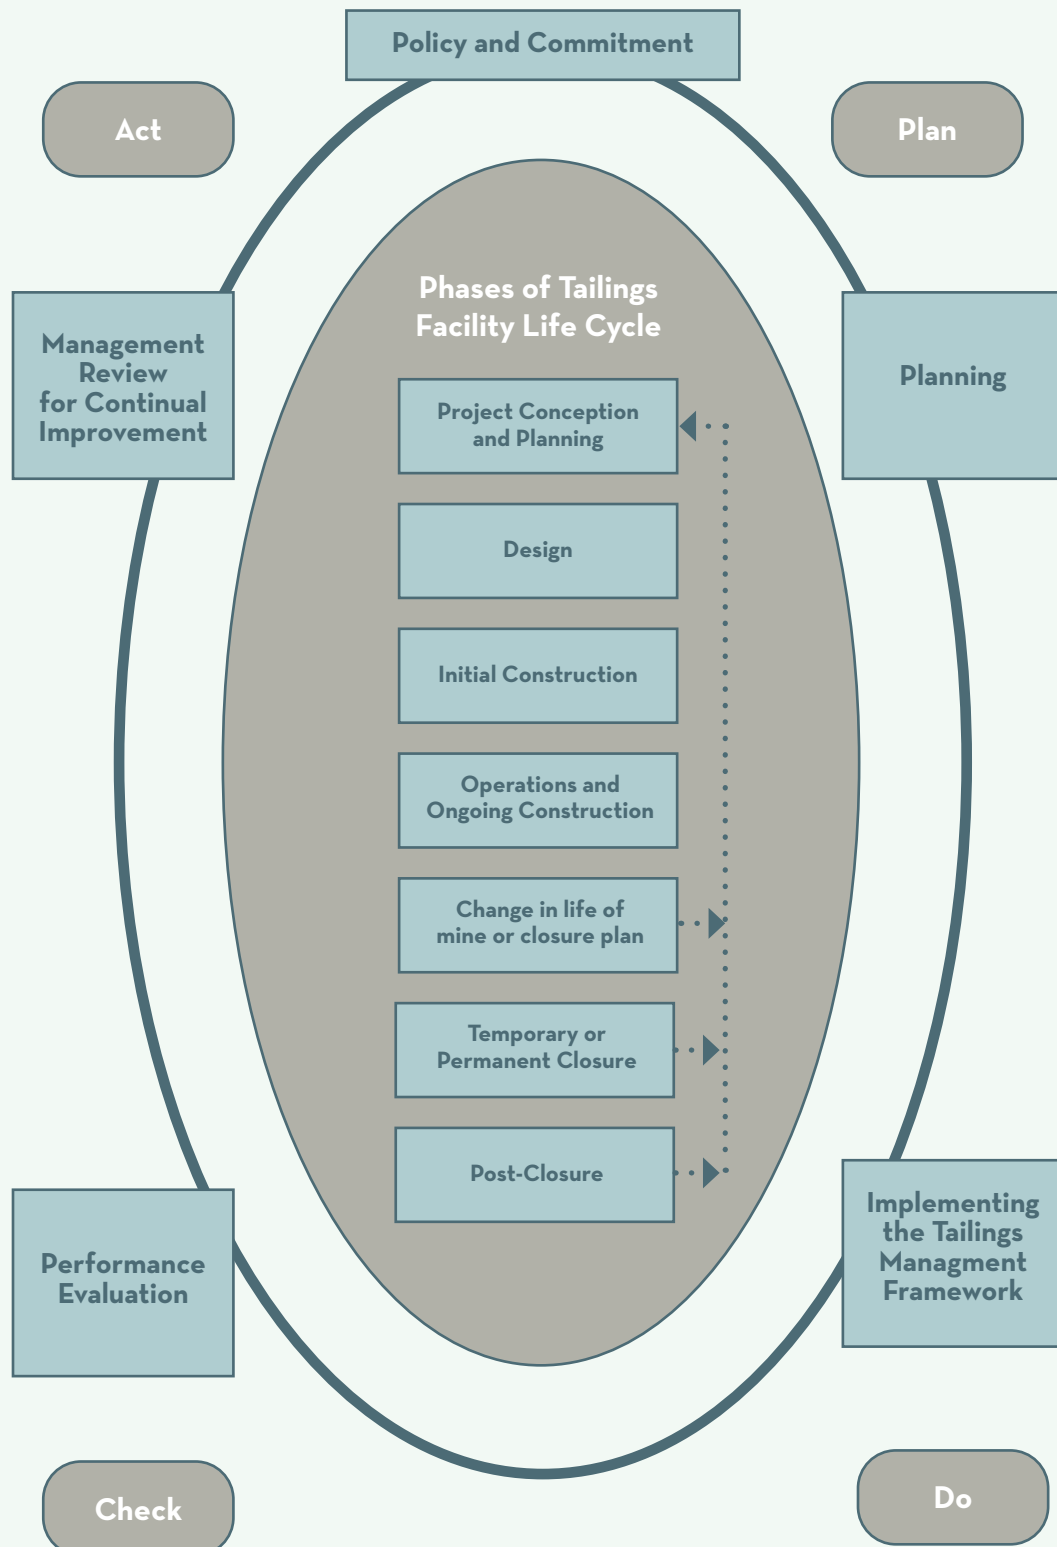 Policy and Commitment
Act
Plan
Phases of Tailings
Facility Life Cycle
Management
Review
for Continual
Improvement
Planning
Project Conception
and Planning
Design
Initial Construction
Operations and
Ongoing Construction
Change in life of
mine or closure plan
Temporary or
Permanent Closure
Post-Closure
Performance
Evaluation
Implementing
the Tailings
Managment
Framework
Check
Do